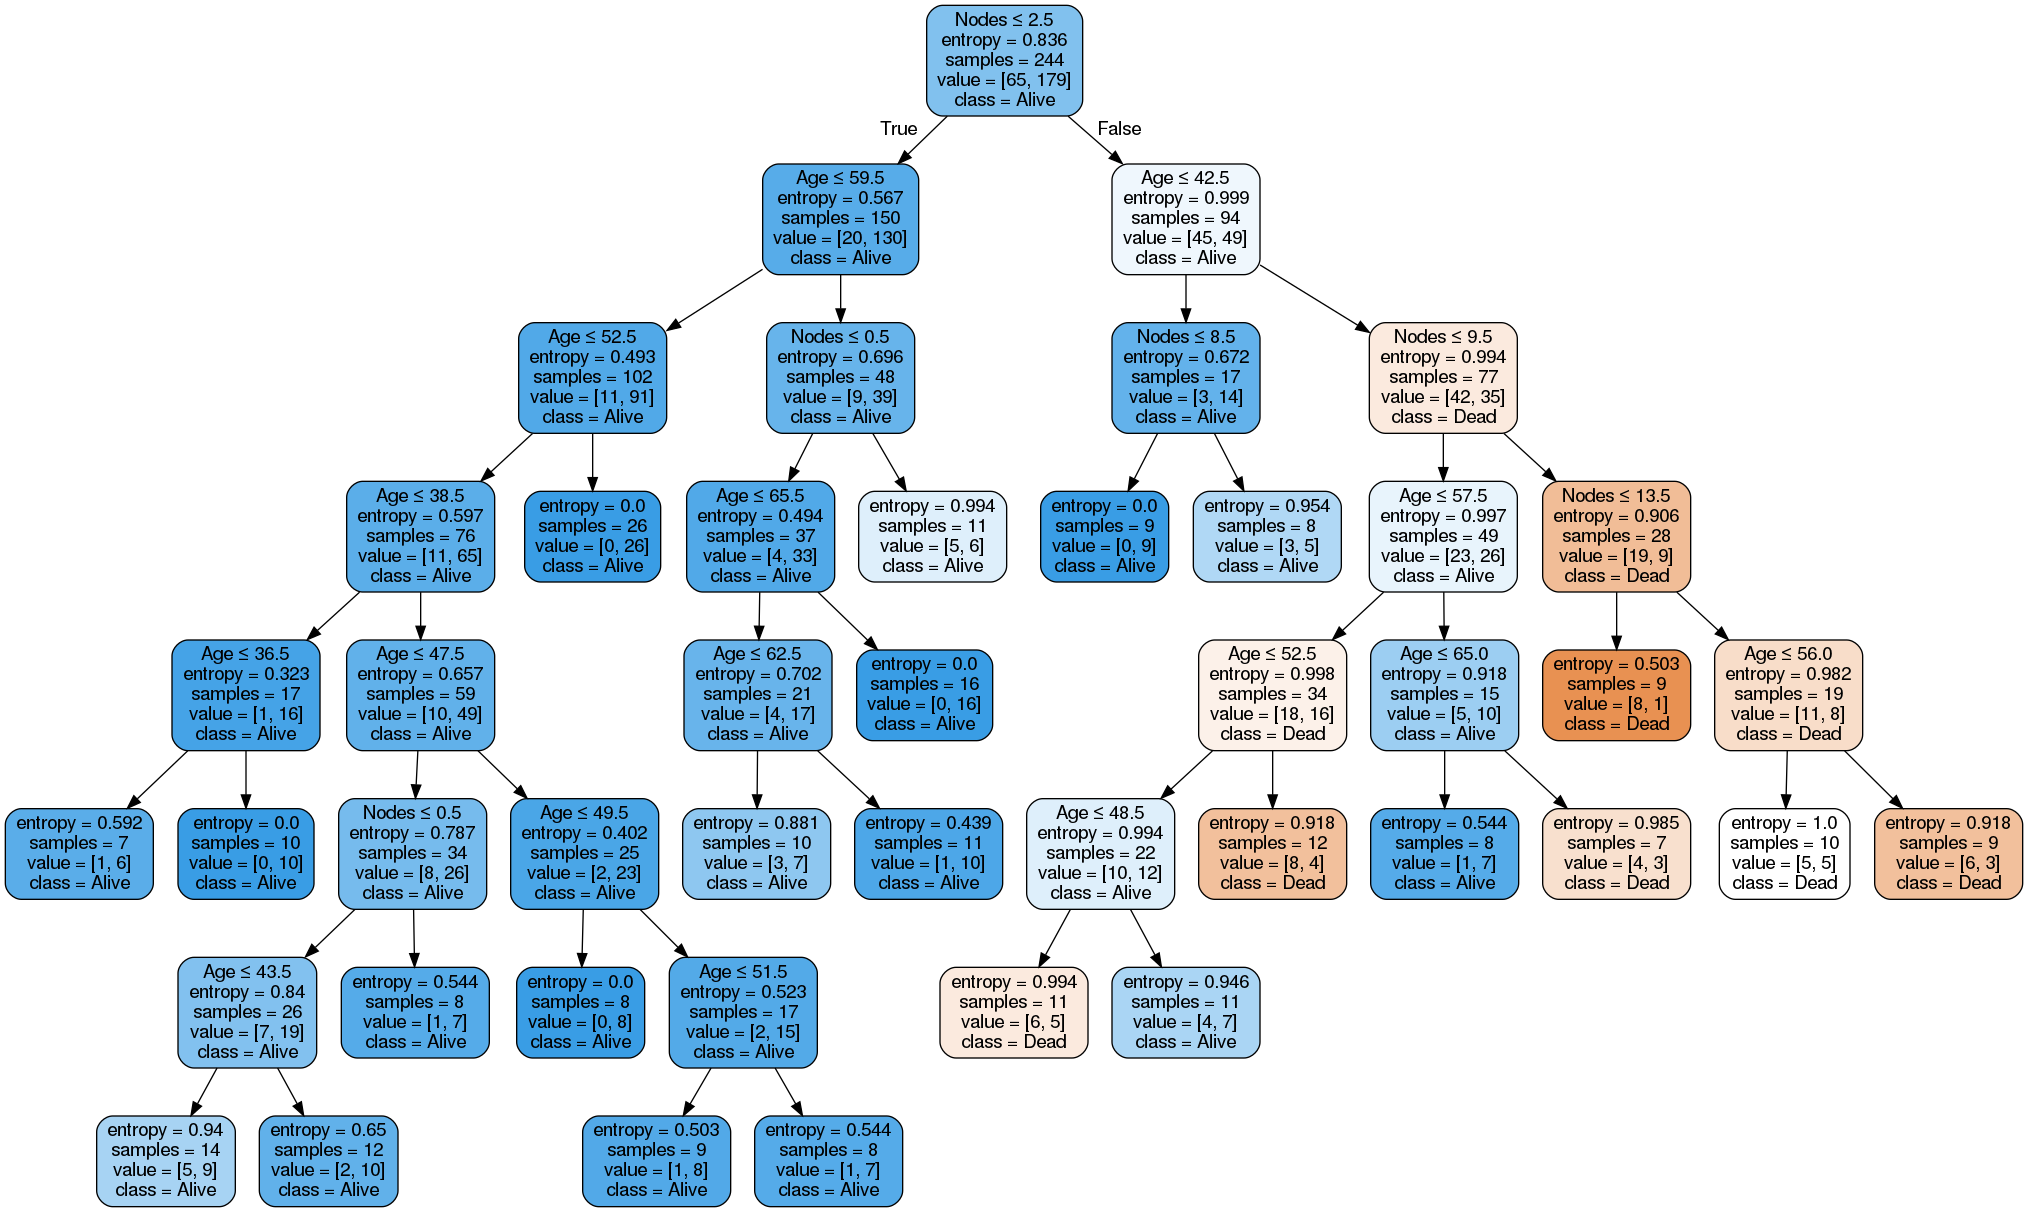 Nodes ≤ 2.5
entropy = 0.836
samples = 244
value = [65, 179]
class = Alive
True
False
Age ≤ 59.5
entropy = 0.567
samples = 150
value = [20, 130]
class = Alive
Age ≤ 42.5
entropy = 0.999
samples = 94
value = [45, 49]
class = Alive
Age ≤ 52.5
entropy = 0.493
samples = 102
value = [11, 91]
class = Alive
Nodes ≤ 0.5
entropy = 0.696
samples = 48
value = [9, 39]
class = Alive
Nodes ≤ 8.5
entropy = 0.672
samples = 17
value = [3, 14]
class = Alive
Nodes ≤ 9.5
entropy = 0.994
samples = 77
value = [42, 35]
class = Dead
Age ≤ 38.5
entropy = 0.597
samples = 76
value = [11, 65]
class = Alive
entropy = 0.0
samples = 26
value = [0, 26]
class = Alive
Age ≤ 65.5
entropy = 0.494
samples = 37
value = [4, 33]
class = Alive
entropy = 0.994
samples = 11
value = [5, 6]
class = Alive
entropy = 0.0
samples = 9
value = [0, 9]
class = Alive
entropy = 0.954
samples = 8
value = [3, 5]
class = Alive
Age ≤ 57.5
entropy = 0.997
samples = 49
value = [23, 26]
class = Alive
Nodes ≤ 13.5
entropy = 0.906
samples = 28
value = [19, 9]
class = Dead
Age ≤ 36.5
entropy = 0.323
samples = 17
value = [1, 16]
class = Alive
Age ≤ 47.5
entropy = 0.657
samples = 59
value = [10, 49]
class = Alive
Age ≤ 62.5
entropy = 0.702
samples = 21
value = [4, 17]
class = Alive
entropy = 0.0
samples = 16
value = [0, 16]
class = Alive
Age ≤ 52.5
entropy = 0.998
samples = 34
value = [18, 16]
class = Dead
Age ≤ 65.0
entropy = 0.918
samples = 15
value = [5, 10]
class = Alive
entropy = 0.503
samples = 9
value = [8, 1]
class = Dead
Age ≤ 56.0
entropy = 0.982
samples = 19
value = [11, 8]
class = Dead
entropy = 0.592
samples = 7
value = [1, 6]
class = Alive
entropy = 0.0
samples = 10
value = [0, 10]
class = Alive
Nodes ≤ 0.5
entropy = 0.787
samples = 34
value = [8, 26]
class = Alive
Age ≤ 49.5
entropy = 0.402
samples = 25
value = [2, 23]
class = Alive
entropy = 0.881
samples = 10
value = [3, 7]
class = Alive
entropy = 0.439
samples = 11
value = [1, 10]
class = Alive
Age ≤ 48.5
entropy = 0.994
samples = 22
value = [10, 12]
class = Alive
entropy = 0.918
samples = 12
value = [8, 4]
class = Dead
entropy = 0.544
samples = 8
value = [1, 7]
class = Alive
entropy = 0.985
samples = 7
value = [4, 3]
class = Dead
entropy = 1.0
samples = 10
value = [5, 5]
class = Dead
entropy = 0.918
samples = 9
value = [6, 3]
class = Dead
Age ≤ 43.5
entropy = 0.84
samples = 26
value = [7, 19]
class = Alive
entropy = 0.544
samples = 8
value = [1, 7]
class = Alive
entropy = 0.0
samples = 8
value = [0, 8]
class = Alive
Age ≤ 51.5
entropy = 0.523
samples = 17
value = [2, 15]
class = Alive
entropy = 0.994
samples = 11
value = [6, 5]
class = Dead
entropy = 0.946
samples = 11
value = [4, 7]
class = Alive
entropy = 0.94
samples = 14
value = [5, 9]
class = Alive
entropy = 0.65
samples = 12
value = [2, 10]
class = Alive
entropy = 0.503
samples = 9
value = [1, 8]
class = Alive
entropy = 0.544
samples = 8
value = [1, 7]
class = Alive